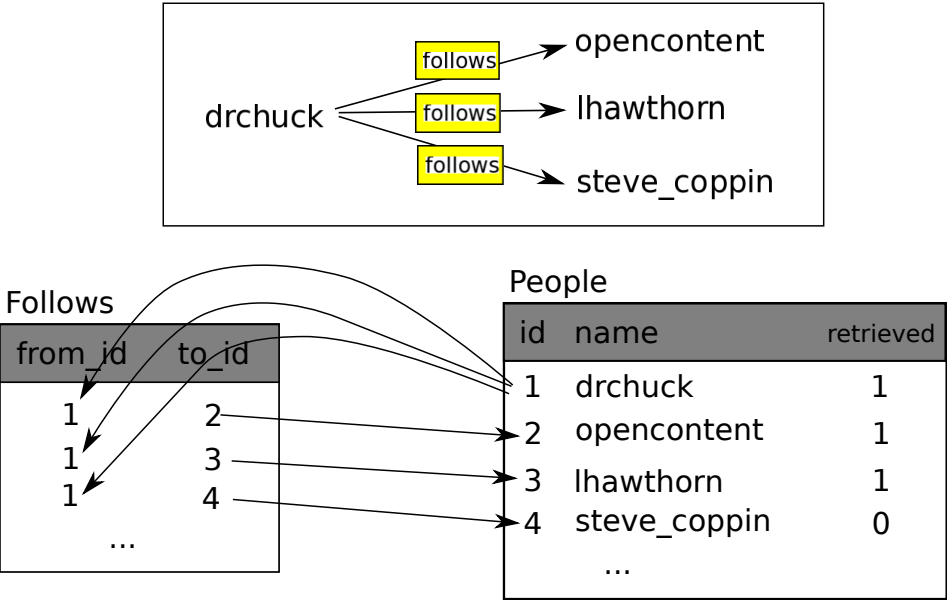 follows opencontent
drchuck follows lhawthorn
follows steve_coppin
Follows
from_id to_id
1 2
1 3
1 4
...
People
id name retrieved
1 drchuck 1
2 opencontent 1
3 lhawthorn 1
4 steve_coppin 0
...